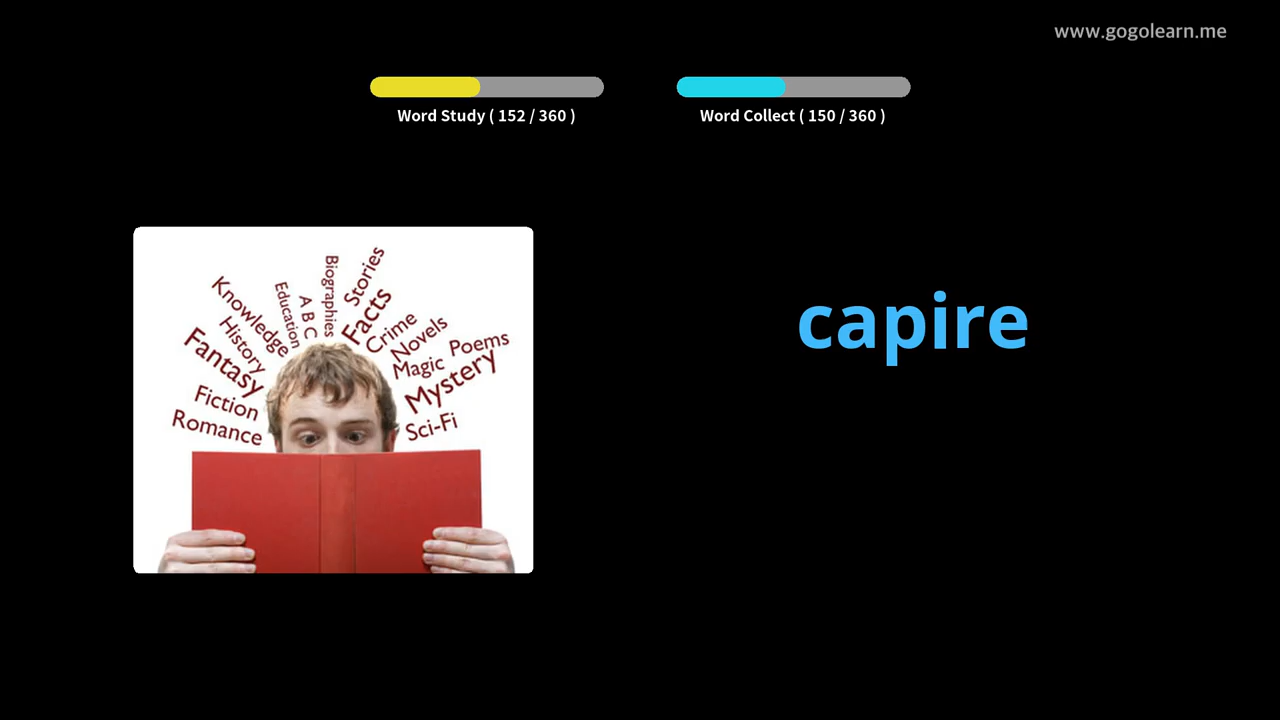 www.gogolearn.me
Word Study ( 152 / 360 )
Word Collect ( 150 / 360 )
Biographies
Stories
Education
A B C
Facts
Knowledge
Crime
History
Novels
Poems
Fantasy
Magic
Mystery
Fiction
Romance
Sci-Fi
capire